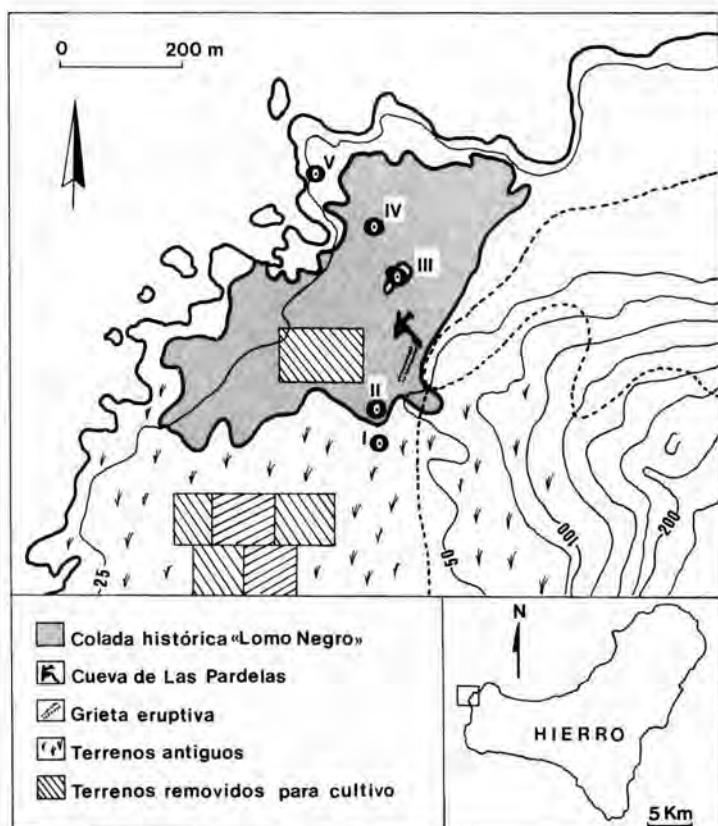 0 200 m
V
IV
III
II
I
25
50
100
200
Colada histórica «Lomo Negro»
Cueva de Las Pardelas
Grieta eruptiva
Terrenos antiguos
Terrenos removidos para cultivo
N
HIERRO
5 Km